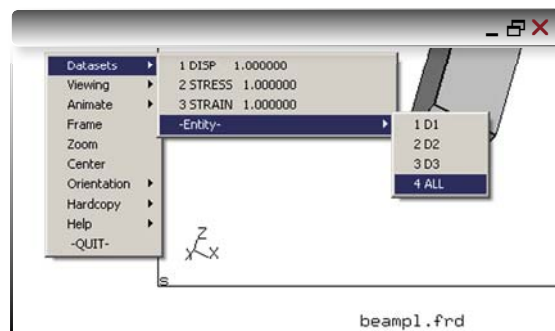 Datasets
Viewing
Animate
Frame
Zoom
Center
Orientation
Hardcopy
Help
-QUIT-
1 DISP 1.000000
2 STRESS 1.000000
3 STRAIN 1.000000
-Entity-
1 D1
2 D2
3 D3
4 ALL
Z
Y X
S
beampl.frd